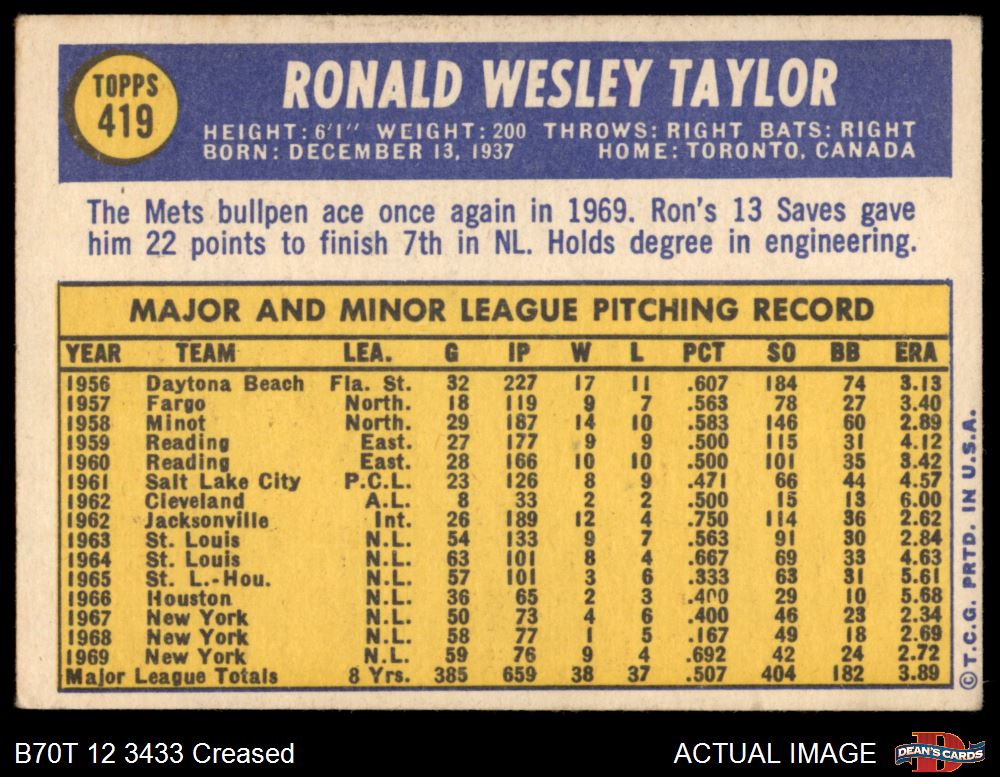 TOPPS
419
RONALD WESLEY TAYLOR
HEIGHT: 6'1" WEIGHT: 200 THROWS: RIGHT BATS: RIGHT
BORN: DECEMBER 13, 1937 HOME: TORONTO, CANADA
The Mets bullpen ace once again in 1969. Ron's 13 Saves gave
him 22 points to finish 7th in NL. Holds degree in engineering.
MAJOR AND MINOR LEAGUE PITCHING RECORD
YEAR TEAM LEA. G IP W L PCT SO BB ERA
1956 Daytona Beach Fla. St. 32 227 17 11 .607 184 74 3.13
1957 Fargo North. 18 119 9 7 .563 78 27 3.40
1958 Minot North. 29 187 14 10 .583 146 60 2.89
1959 Reading East. 27 177 9 9 .500 115 31 4.12
1960 Reading East. 28 166 10 10 .500 101 35 3.42
1961 Salt Lake City P.C.L. 23 126 8 9 .471 66 44 4.57
1962 Cleveland A.L. 8 33 2 2 .500 15 13 6.00
1962 Jacksonville Int. 26 189 12 4 .750 114 36 2.62
1963 St. Louis N.L. 54 133 9 7 .563 91 30 2.84
1964 St. Louis N.L. 63 101 8 4 .667 69 33 4.63
1965 St. L.-Hou. N.L. 57 101 3 6 .333 63 31 5.61
1966 Houston N.L. 36 65 2 3 .400 29 10 5.68
1967 New York N.L. 50 73 4 6 .400 46 23 2.34
1968 New York N.L. 58 77 1 5 .167 49 18 2.69
1969 New York N.L. 59 76 9 4 .692 42 24 2.72
Major League Totals 8 Yrs. 385 659 38 37 .507 404 182 3.89
©T.C.G. PRTD. IN U.S.A.
B70T 12 3433 Creased
ACTUAL IMAGE
DEAN'S CARDS